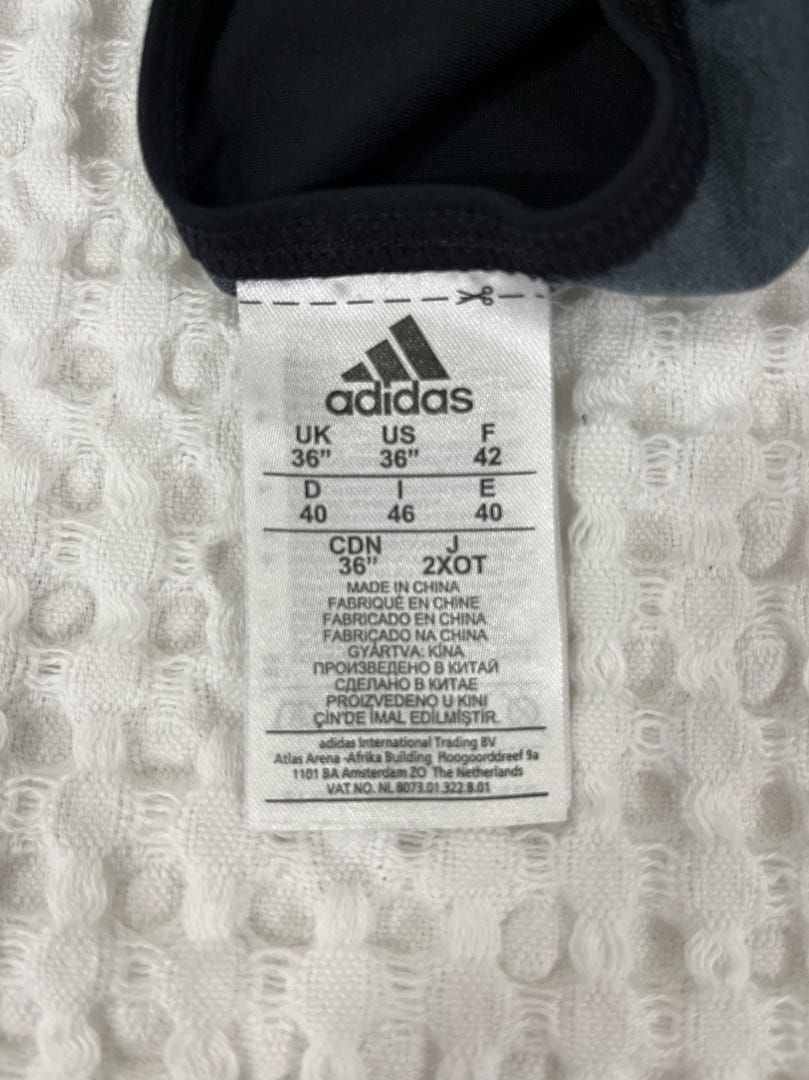 adidas
UK US F
36” 36” 42
D I E
40 46 40
CDN J
36” 2XOT
MADE IN CHINA
FABRIQUÉ EN CHINE
FABRICADO EN CHINA
FABRICADO NA CHINA
GYÁRTVA: KÍNA
ПРОИЗВЕДЕНО В КИТАЙ
СДЕЛАНО В КИТАЕ
PROIZVEDENO U KINI
ÇİN'DE İMAL EDİLMİŞTİR.
adidas International Trading BV
Atlas Arena -Afrika Building Hoogoorddreef 9a
1101 BA Amsterdam ZO The Netherlands
VAT NO. NL 8073.01.322.B.01